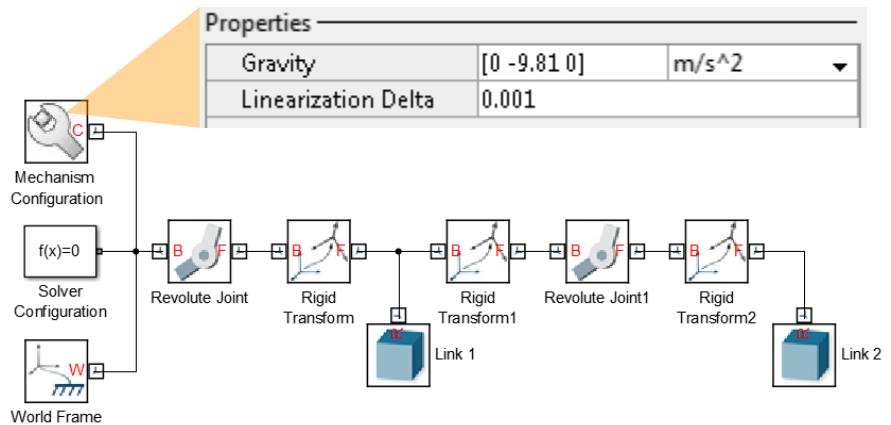 Properties
Gravity [0 -9.81 0] m/s^2
Linearization Delta 0.001
C
Mechanism
Configuration
f(x)=0
Solver
Configuration
B F
Revolute Joint
B F
Rigid
Transform
B F
Rigid
Transform1
B F
Revolute Joint1
B F
Rigid
Transform2
R
Link 1
R
Link 2
W
World Frame